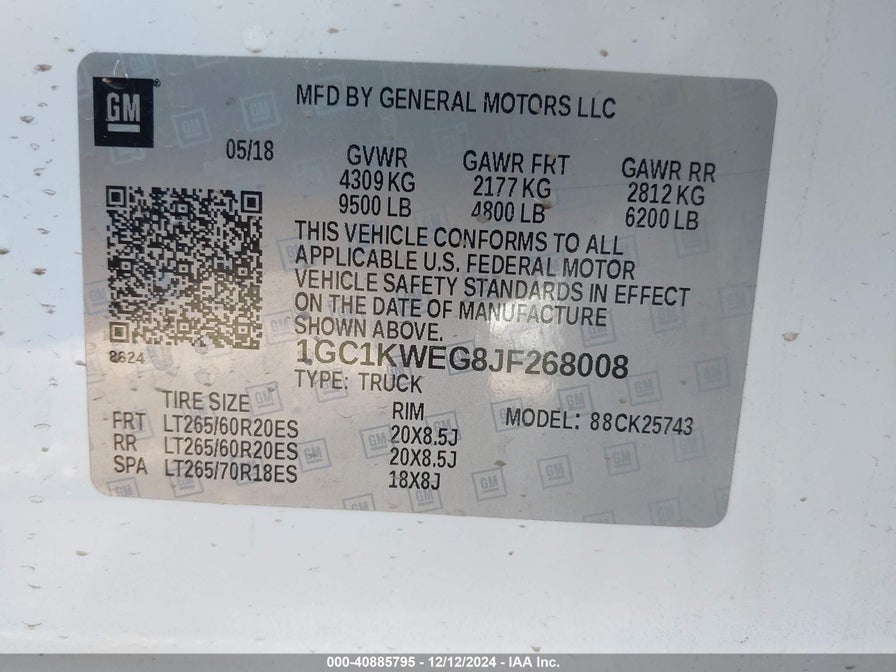 GM
MFD BY GENERAL MOTORS LLC
05/18 GVWR GAWR FRT GAWR RR
4309 KG 2177 KG 2812 KG
9500 LB 4800 LB 6200 LB
THIS VEHICLE CONFORMS TO ALL
APPLICABLE U.S. FEDERAL MOTOR
VEHICLE SAFETY STANDARDS IN EFFECT
ON THE DATE OF MANUFACTURE
SHOWN ABOVE.
8624
1GC1KWEG8JF268008
TYPE: TRUCK
TIRE SIZE RIM MODEL: 88CK25743
FRT LT265/60R20ES 20X8.5J
RR LT265/60R20ES 20X8.5J
SPA LT265/70R18ES 18X8J
000-40885795 - 12/12/2024 - IAA Inc.